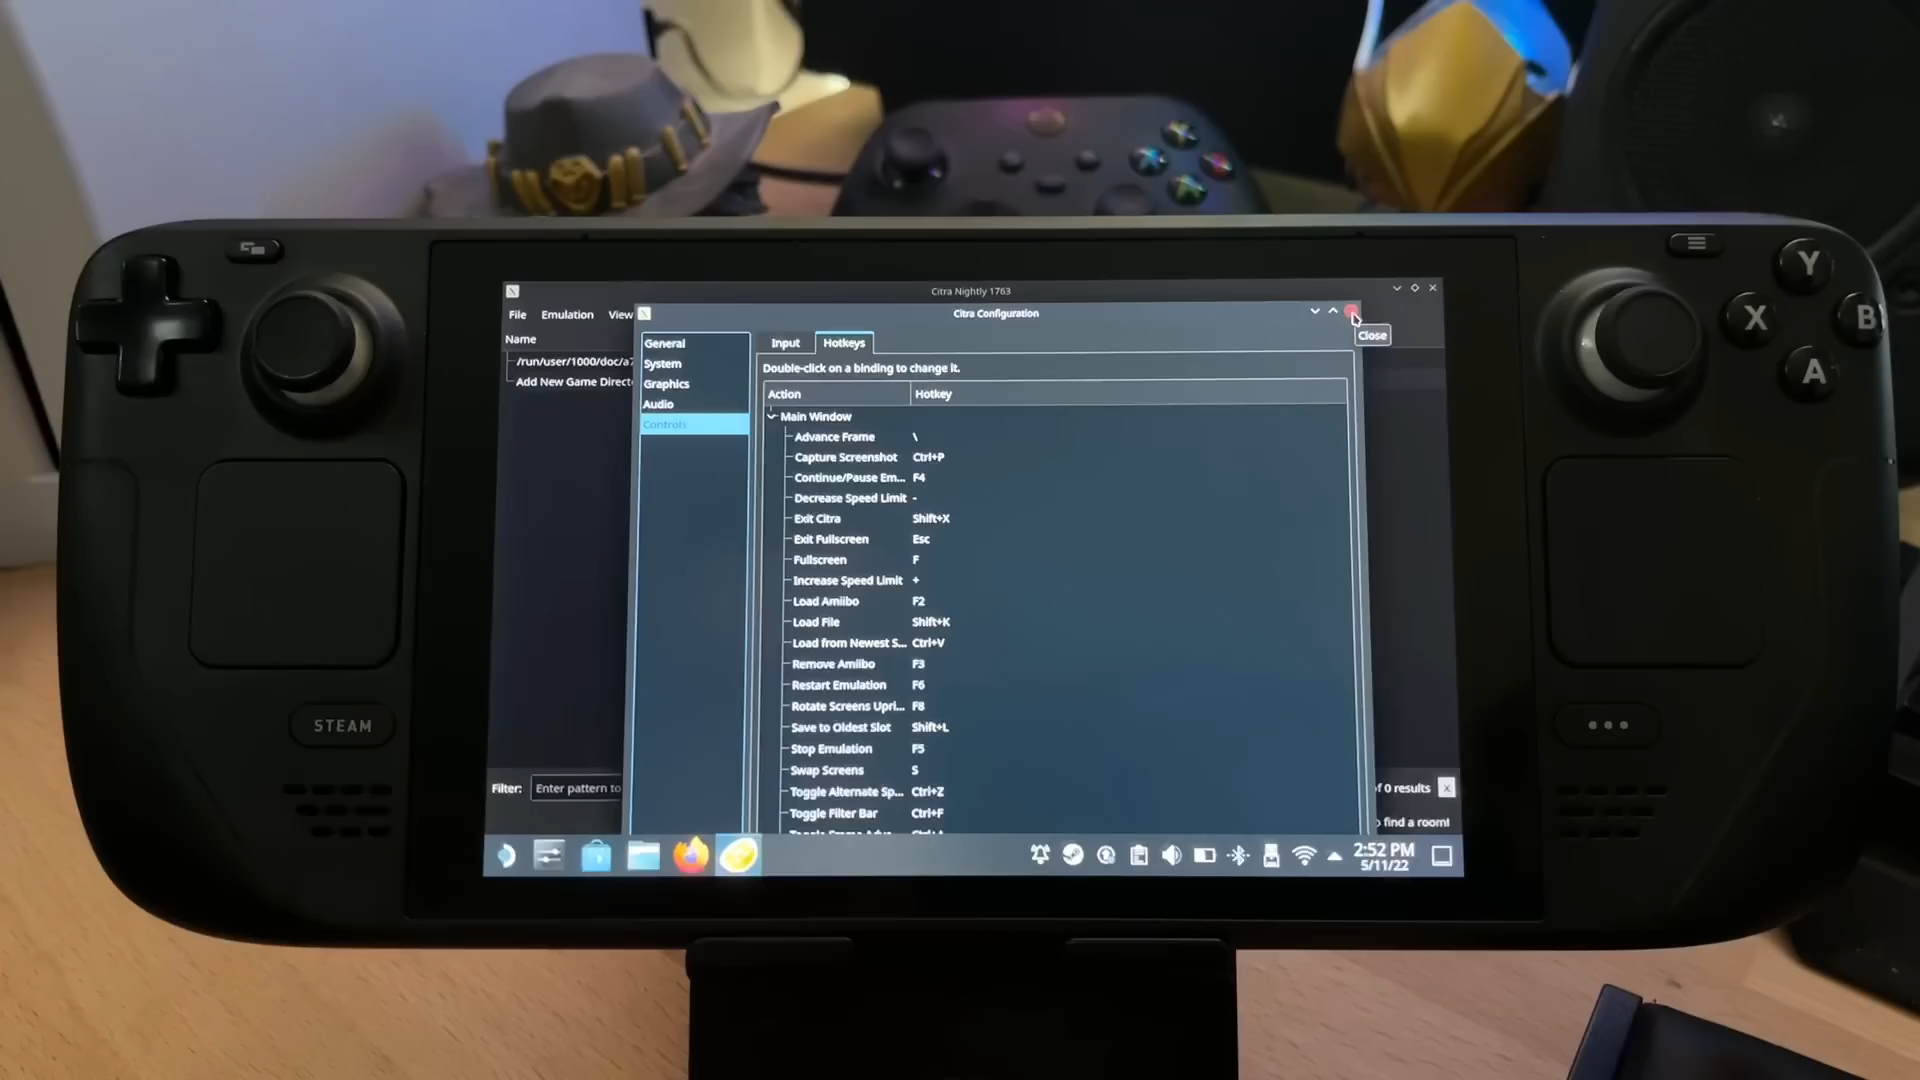 Citra Nightly 1763
File Emulation View
Citra Configuration
Close
Name
/run/user/1000/doc/a7
Add New Game Direct
General
System
Graphics
Audio
Controls
Input Hotkeys
Double-click on a binding to change it.
Action Hotkey
Main Window
Advance Frame \
Capture Screenshot Ctrl+P
Continue/Pause Em... F4
Decrease Speed Limit -
Exit Citra Shift+X
Exit Fullscreen Esc
Fullscreen F
Increase Speed Limit +
Load Amiibo F2
Load File Shift+K
Load from Newest S... Ctrl+V
Remove Amiibo F3
Restart Emulation F6
Rotate Screens Upri... F8
Save to Oldest Slot Shift+L
Stop Emulation F5
Swap Screens S
Toggle Alternate Sp... Ctrl+Z
Toggle Filter Bar Ctrl+F
Filter: Enter pattern to
of 0 results x
o find a room!
2:52 PM
5/11/22
STEAM
Y
X
B
A